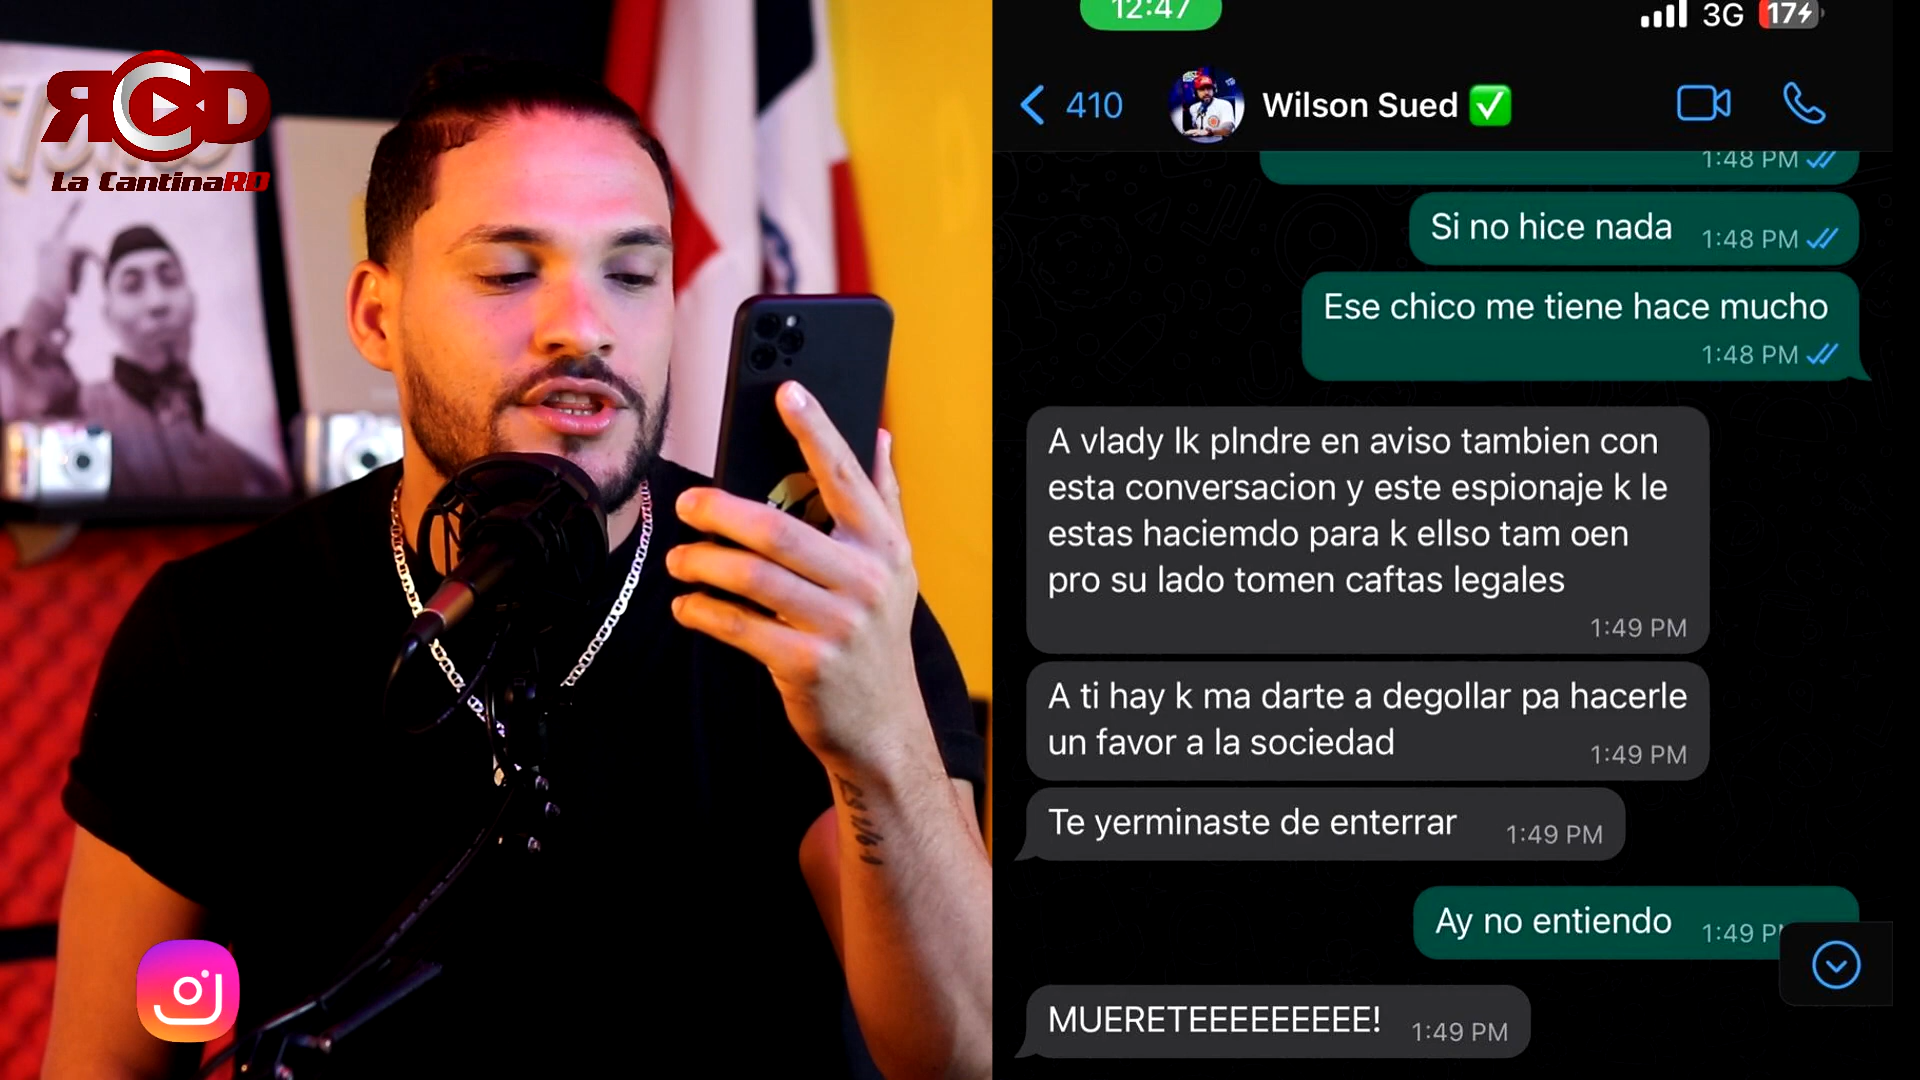 RCD
La CantinaRD
12:47
3G
17
410
Wilson Sued
1:48 PM
Si no hice nada
1:48 PM
Ese chico me tiene hace mucho
1:48 PM
A vlady lk plndre en aviso tambien con
esta conversacion y este espionaje k le
estas haciemdo para k ellso tam oen
pro su lado tomen caftas legales
1:49 PM
A ti hay k ma darte a degollar pa hacerle
un favor a la sociedad
1:49 PM
Te yerminaste de enterrar
1:49 PM
Ay no entiendo
1:49 P
MUERETEEEEEEEEE!
1:49 PM